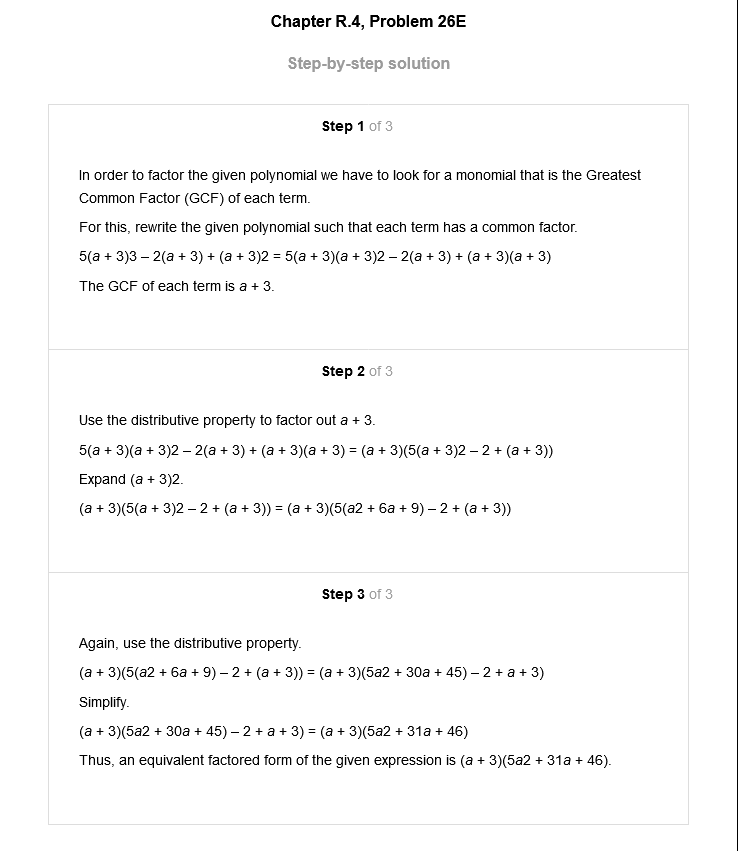 Chapter R.4, Problem 26E
Step-by-step solution
Step 1 of 3
In order to factor the given polynomial we have to look for a monomial that is the Greatest
Common Factor (GCF) of each term.
For this, rewrite the given polynomial such that each term has a common factor.
5(a + 3)3 – 2(a + 3) + (a + 3)2 = 5(a + 3)(a + 3)2 – 2(a + 3) + (a + 3)(a + 3)
The GCF of each term is a + 3.
Step 2 of 3
Use the distributive property to factor out a + 3.
5(a + 3)(a + 3)2 – 2(a + 3) + (a + 3)(a + 3) = (a + 3)(5(a + 3)2 – 2 + (a + 3))
Expand (a + 3)2.
(a + 3)(5(a + 3)2 – 2 + (a + 3)) = (a + 3)(5(a2 + 6a + 9) – 2 + (a + 3))
Step 3 of 3
Again, use the distributive property.
(a + 3)(5(a2 + 6a + 9) – 2 + (a + 3)) = (a + 3)(5a2 + 30a + 45) – 2 + a + 3)
Simplify.
(a + 3)(5a2 + 30a + 45) – 2 + a + 3) = (a + 3)(5a2 + 31a + 46)
Thus, an equivalent factored form of the given expression is (a + 3)(5a2 + 31a + 46).